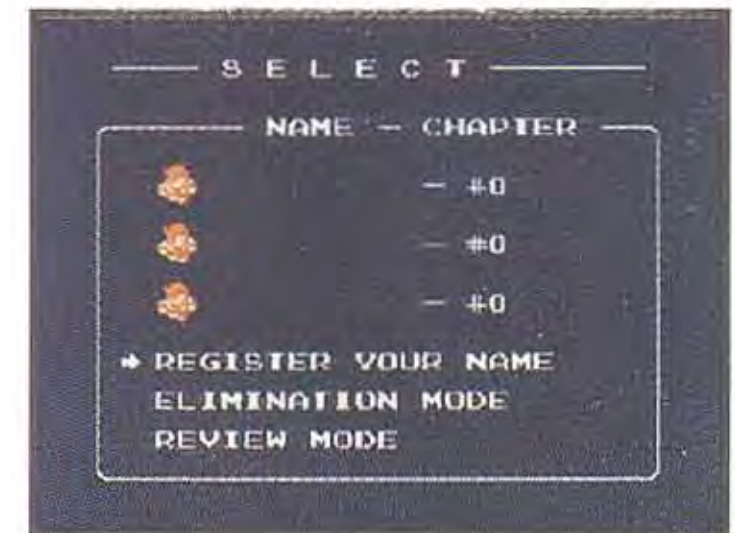 SELECT
NAME - CHAPTER
- #0
- #0
- #0
REGISTER YOUR NAME
ELIMINATION MODE
REVIEW MODE